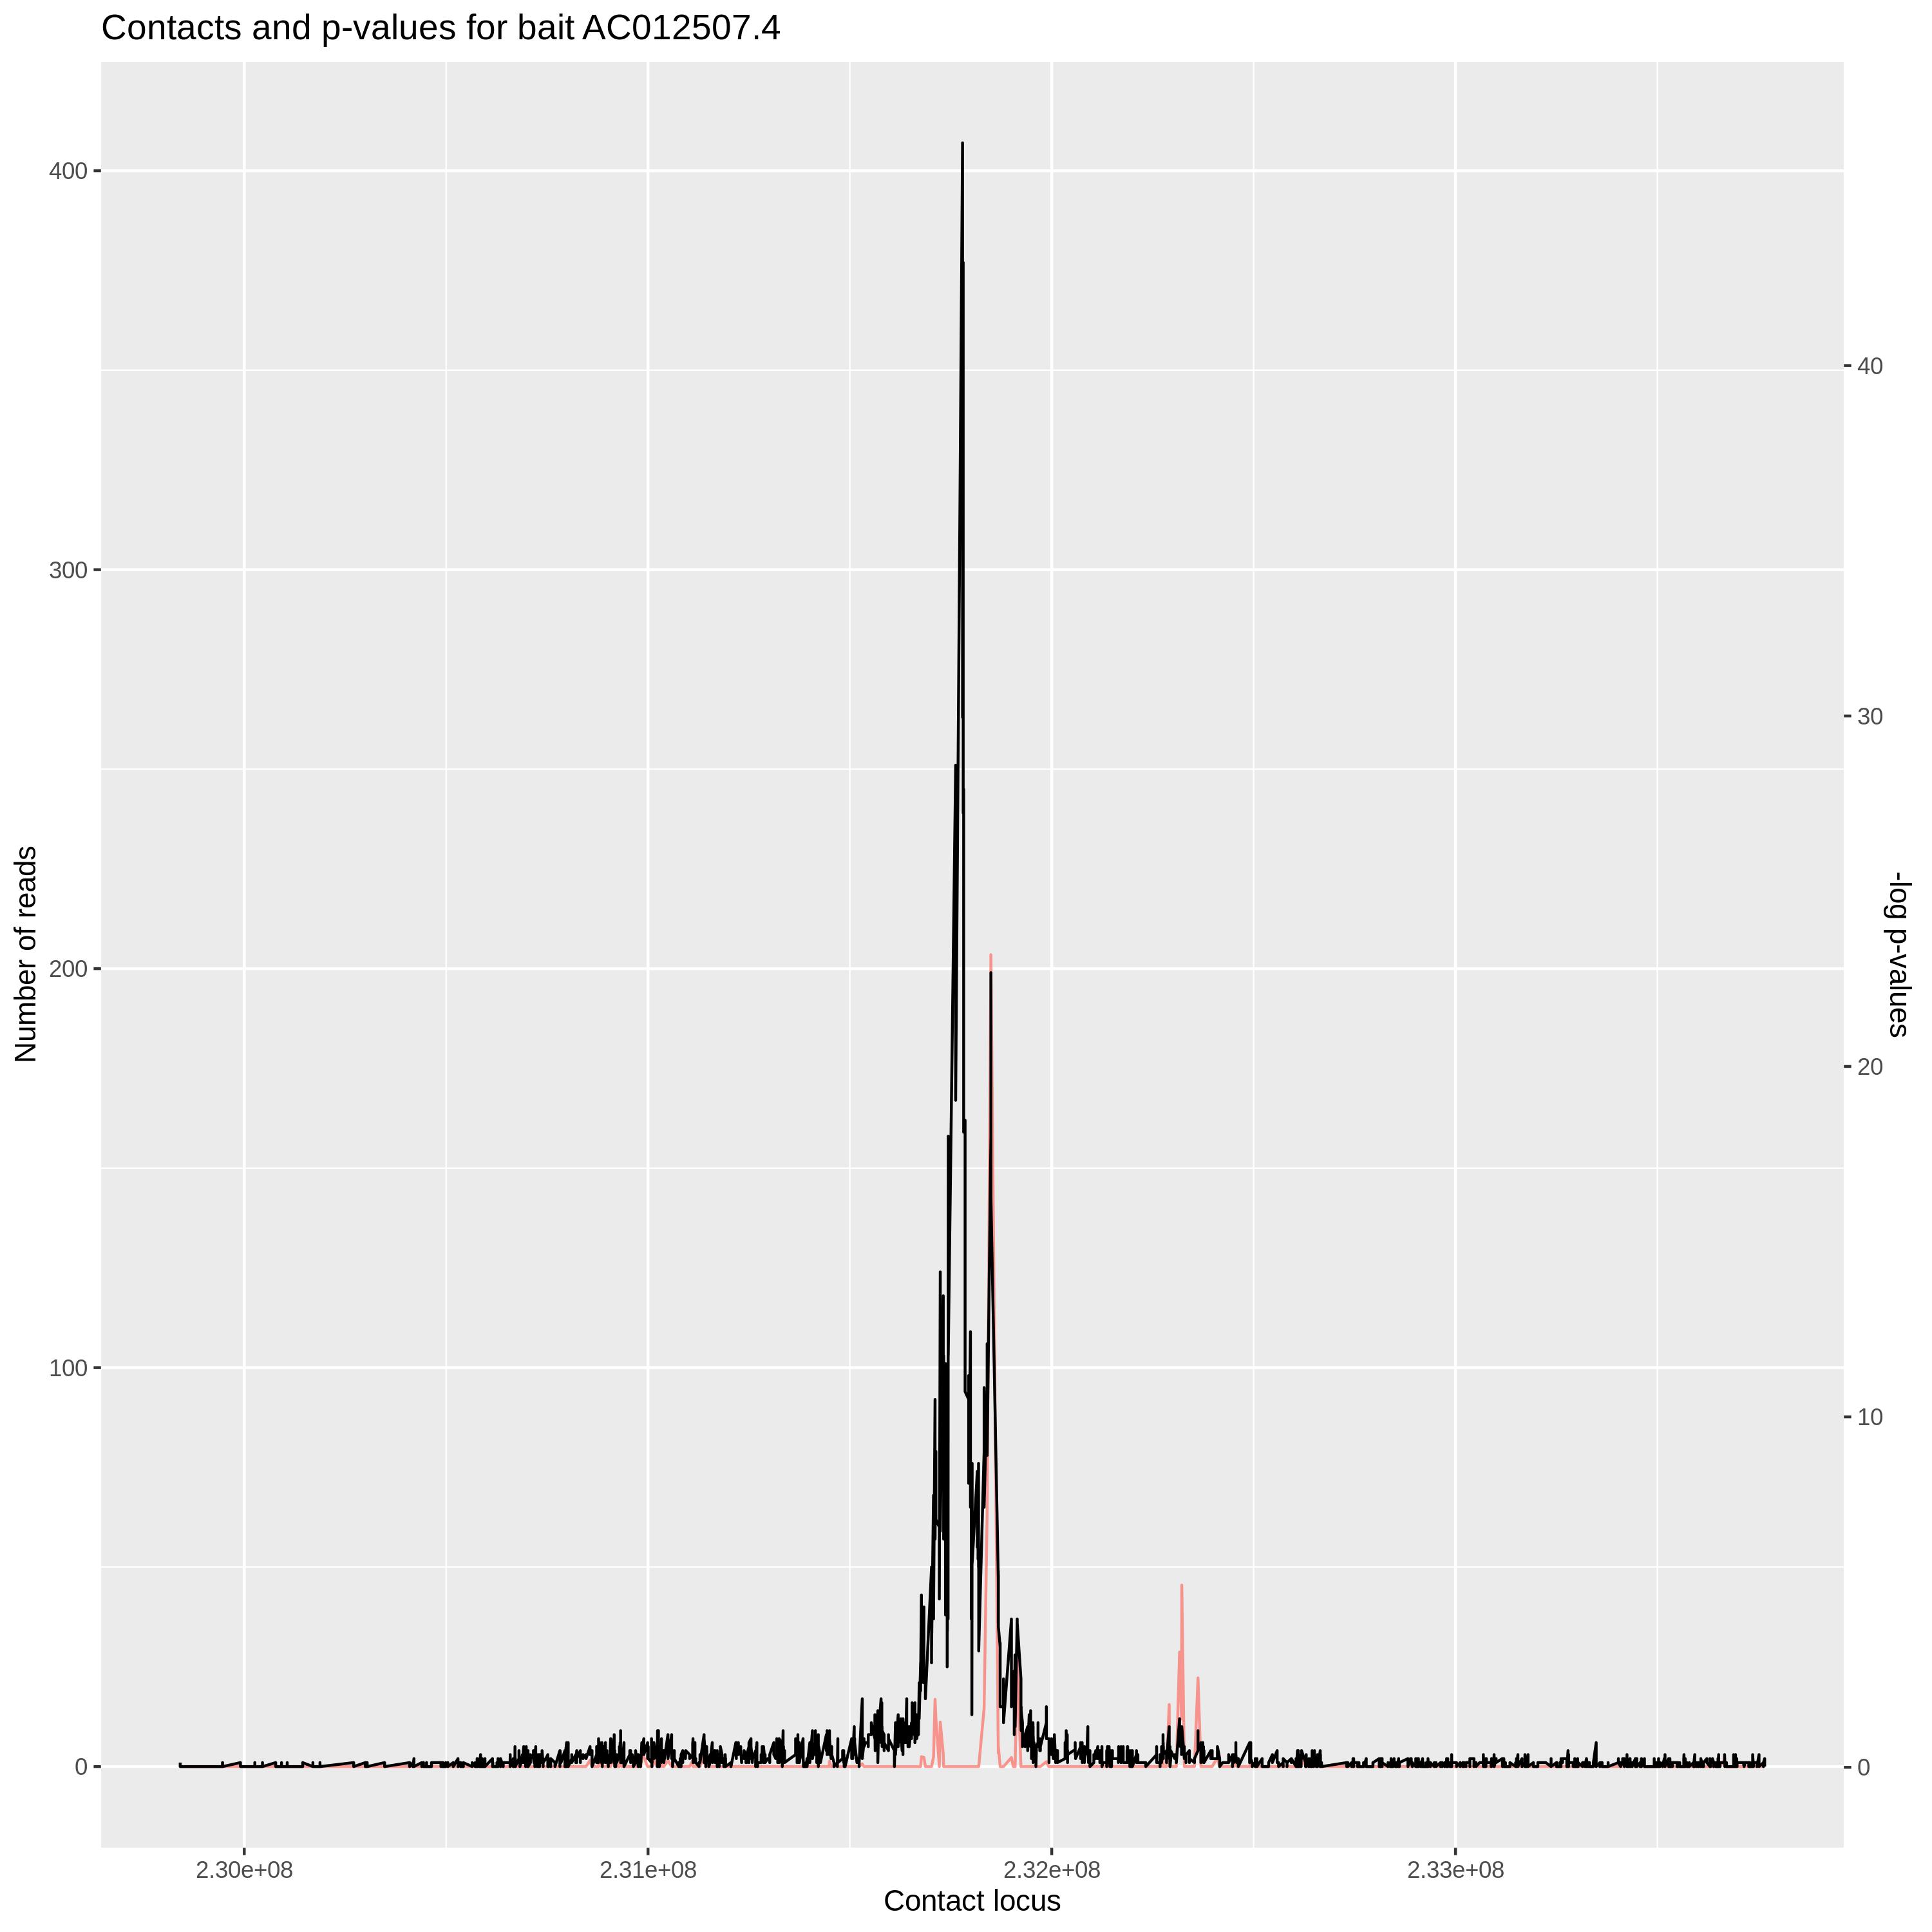 Contacts and p-values for bait AC012507.4
400
300
200
100
0
Number of reads
40
30
20
10
0
-log p-values
2.30e+08
2.31e+08
2.32e+08
2.33e+08
Contact locus